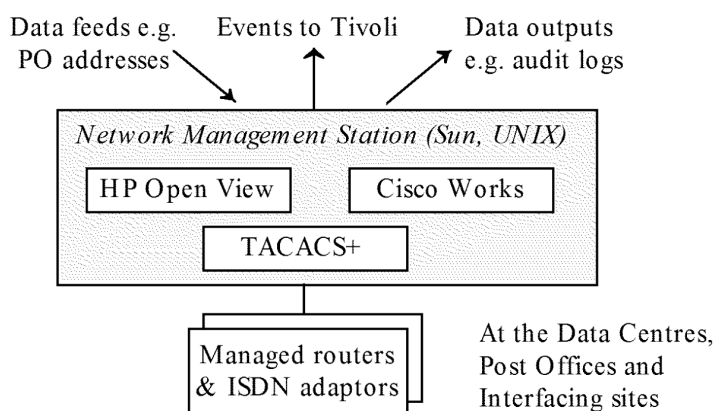 Data feeds e.g.
PO addresses
Events to Tivoli
Data outputs
e.g. audit logs
Network Management Station (Sun, UNIX)
HP Open View
Cisco Works
TACACS+
Managed routers
& ISDN adaptors
At the Data Centres,
Post Offices and
Interfacing sites